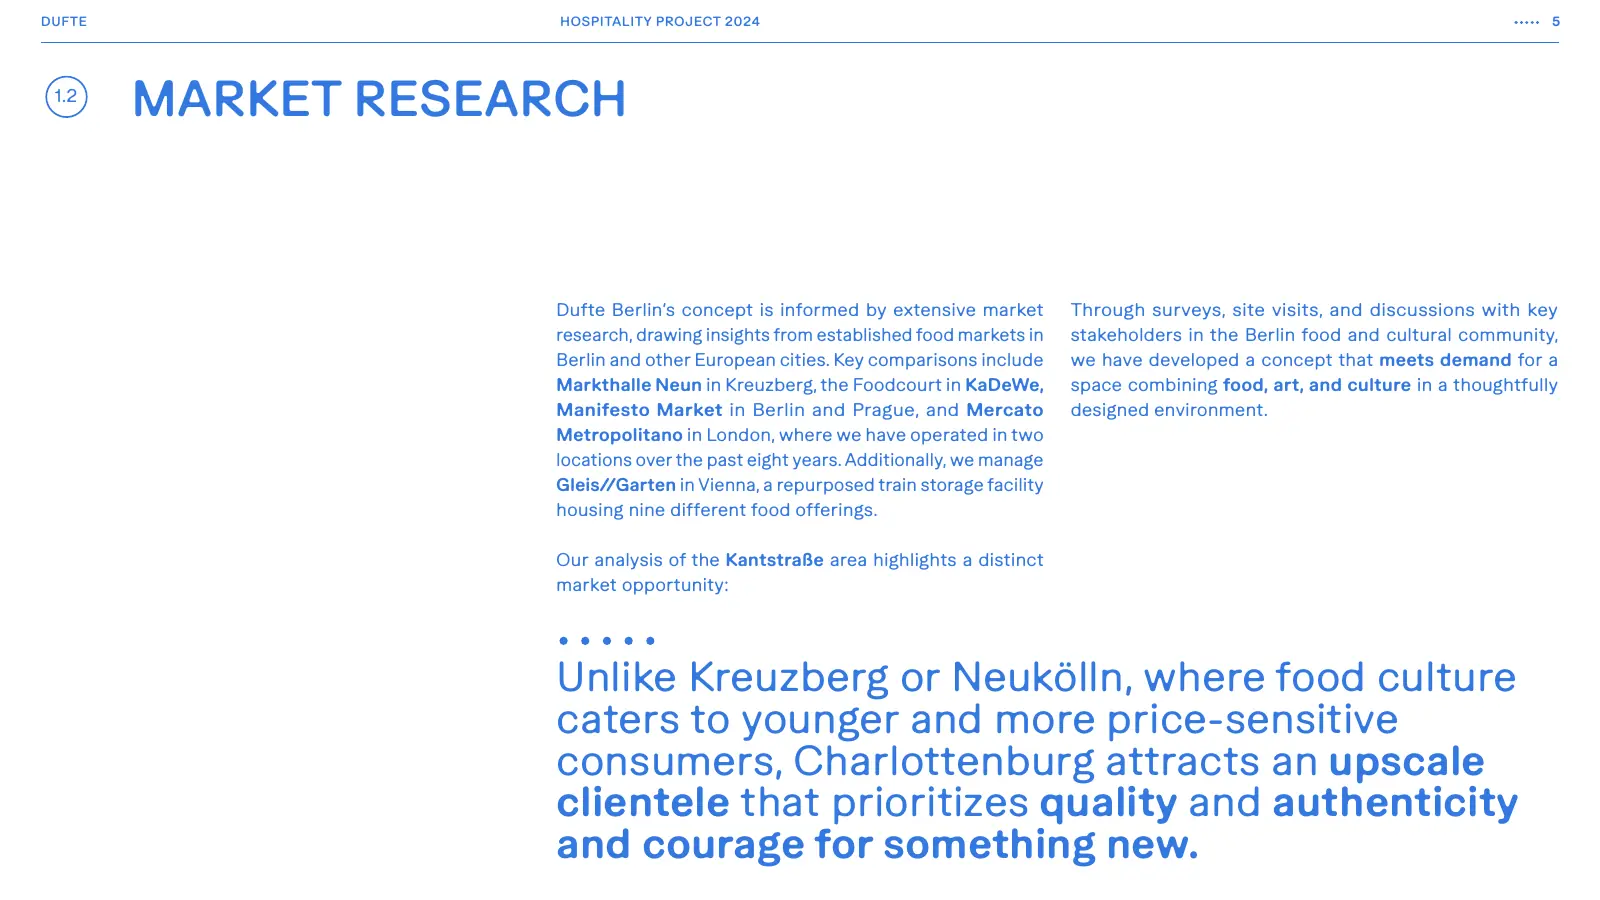 DUFTE
HOSPITALITY PROJECT 2024
••••• 5
1.2
MARKET RESEARCH
Dufte Berlin’s concept is informed by extensive market
research, drawing insights from established food markets in
Berlin and other European cities. Key comparisons include
Markthalle Neun in Kreuzberg, the Foodcourt in KaDeWe,
Manifesto Market in Berlin and Prague, and Mercato
Metropolitano in London, where we have operated in two
locations over the past eight years. Additionally, we manage
Gleis//Garten in Vienna, a repurposed train storage facility
housing nine different food offerings.
Our analysis of the Kantstraße area highlights a distinct
market opportunity:
Through surveys, site visits, and discussions with key
stakeholders in the Berlin food and cultural community,
we have developed a concept that meets demand for a
space combining food, art, and culture in a thoughtfully
designed environment.
•••••
Unlike Kreuzberg or Neukölln, where food culture
caters to younger and more price-sensitive
consumers, Charlottenburg attracts an upscale
clientele that prioritizes quality and authenticity
and courage for something new.